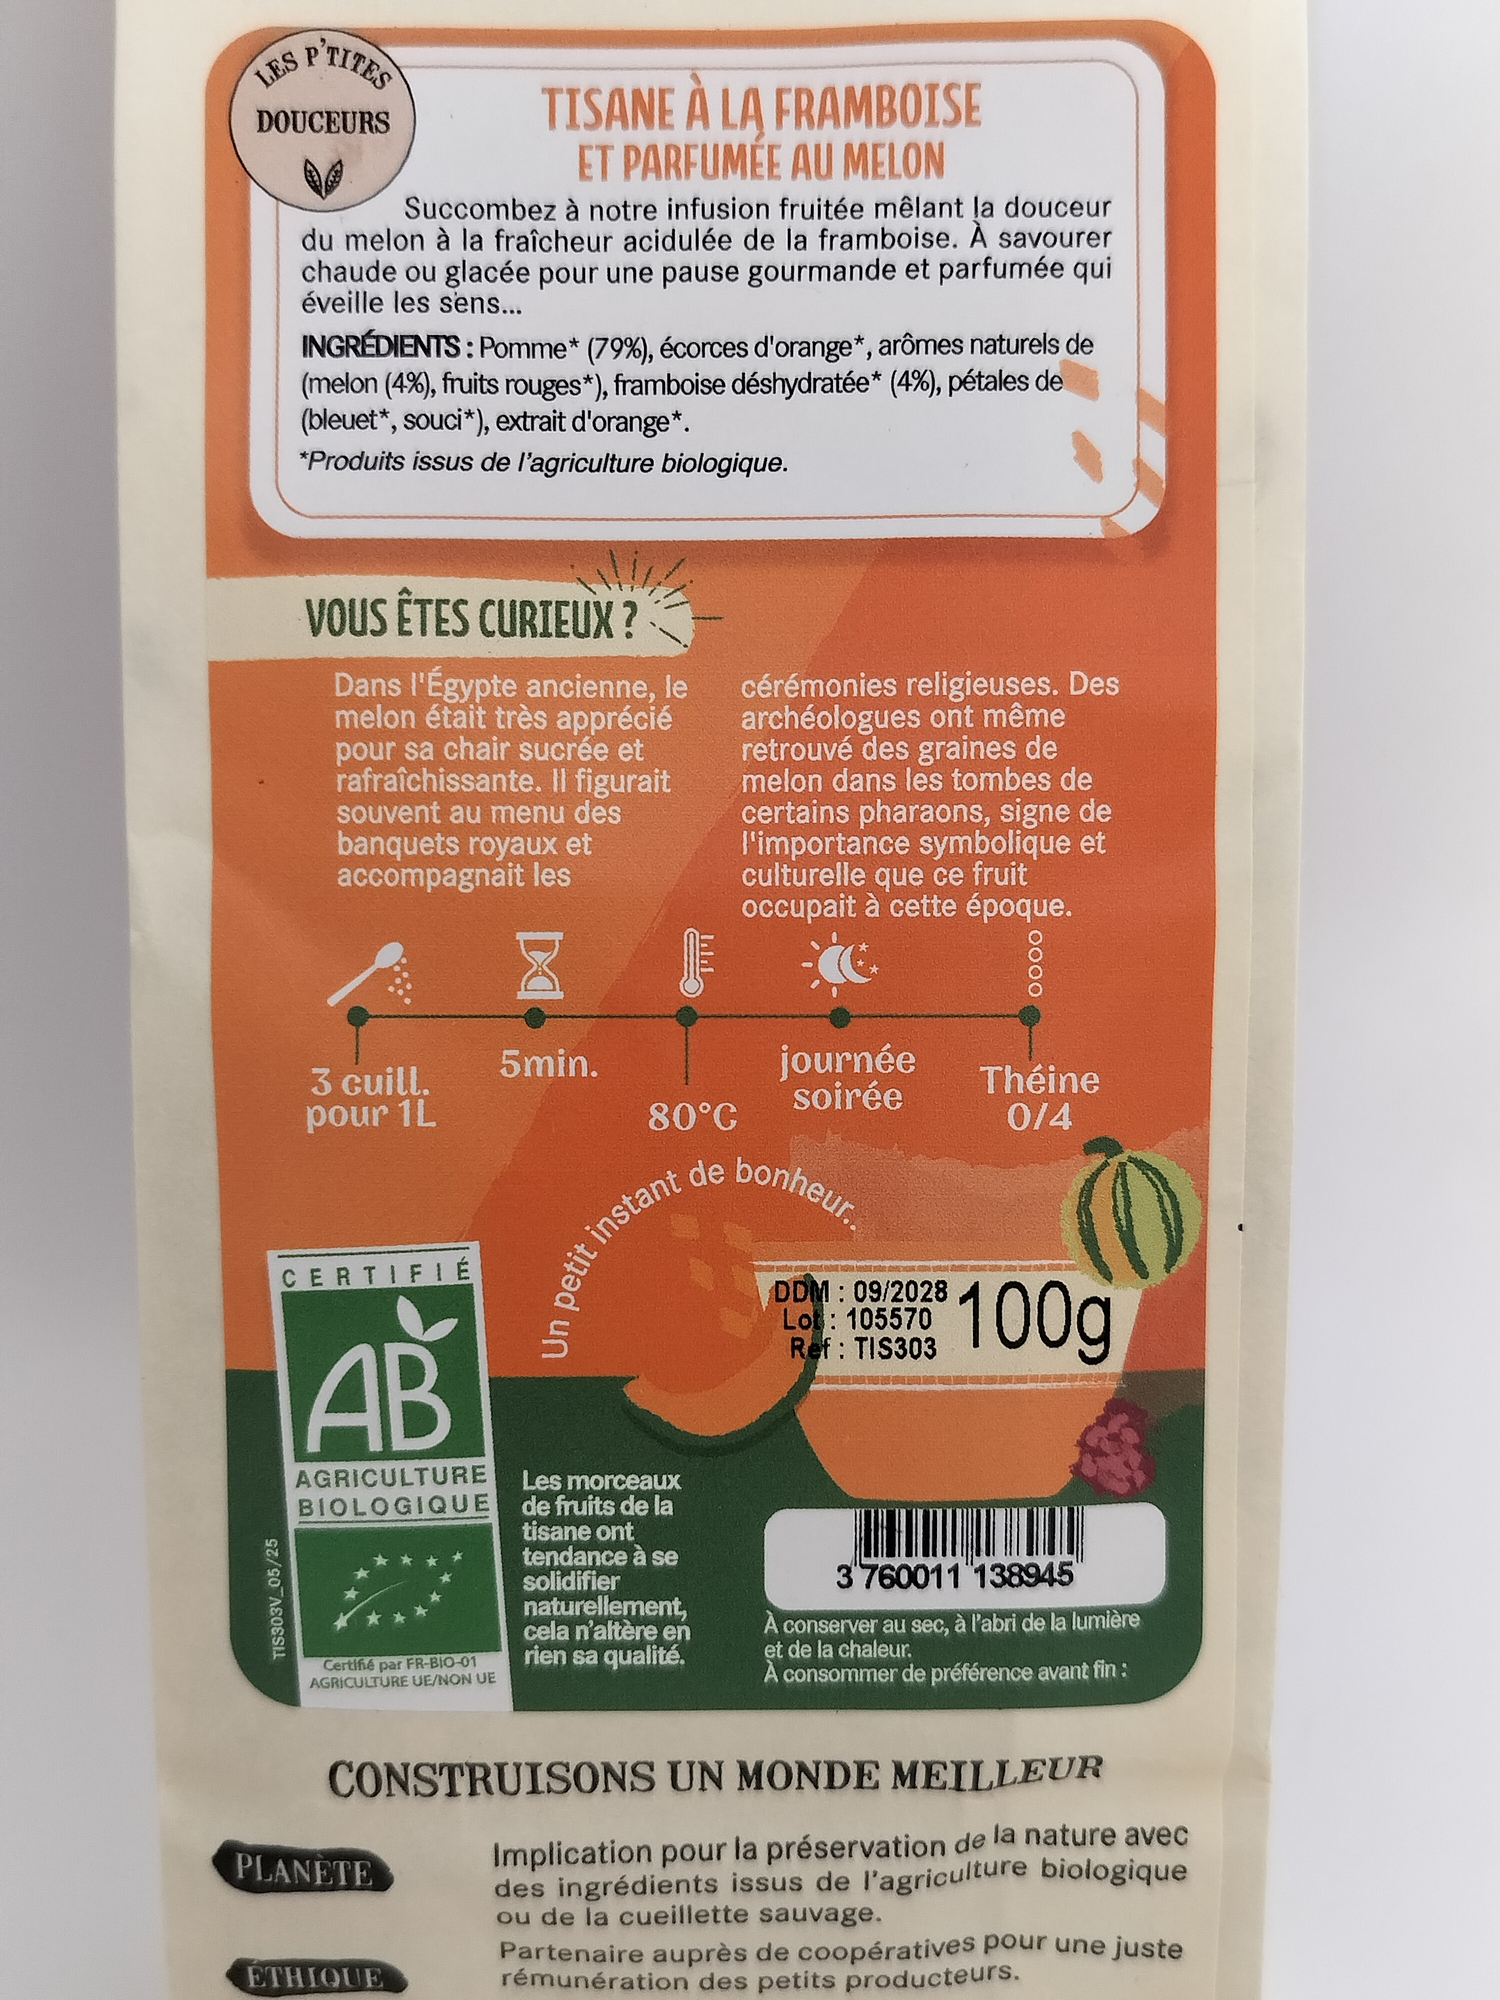 LES P'TITES
DOUCEURS
TISANE À LA FRAMBOISE
ET PARFUMÉE AU MELON
Succombez à notre infusion fruitée mêlant la douceur
du melon à la fraîcheur acidulée de la framboise. À savourer
chaude ou glacée pour une pause gourmande et parfumée qui
éveille les sens...
INGRÉDIENTS : Pomme* (79%), écorces d'orange*, arômes naturels de
(melon (4%), fruits rouges*), framboise déshydratée* (4%), pétales de
(bleuet*, souci*), extrait d'orange*.
*Produits issus de l'agriculture biologique.
VOUS ÊTES CURIEUX ?
Dans l'Égypte ancienne, le
melon était très apprécié
pour sa chair sucrée et
rafraîchissante. Il figurait
souvent au menu des
banquets royaux et
accompagnait les
cérémonies religieuses. Des
archéologues ont même
retrouvé des graines de
melon dans les tombes de
certains pharaons, signe de
l'importance symbolique et
culturelle que ce fruit
occupait à cette époque.
3 cuill.
pour 1L
5min.
80°C
journée
soirée
Théine
0/4
Un petit instant de bonheur...
DDM : 09/2028
Lot : 105570
Ref : TIS303
100g
CERTIFIÉ
AB
AGRICULTURE
BIOLOGIQUE
Certifié par FR-BIO-01
AGRICULTURE UE/NON UE
TIS303V_05/25
Les morceaux
de fruits de la
tisane ont
tendance à se
solidifier
naturellement,
cela n'altère en
rien sa qualité.
3 760011 138945
À conserver au sec, à l'abri de la lumière
et de la chaleur.
À consommer de préférence avant fin :
CONSTRUISONS UN MONDE MEILLEUR
PLANÈTE
Implication pour la préservation de la nature avec
des ingrédients issus de l'agriculture biologique
ou de la cueillette sauvage.
ÉTHIQUE
Partenaire auprès de coopératives pour une juste
rémunération des petits producteurs.